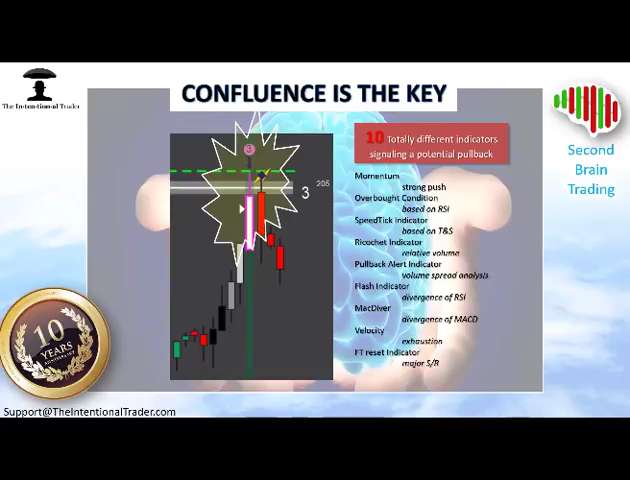 CONFLUENCE IS THE KEY
The Intentional Trader
Second
Brain
Trading
10 Totally different indicators
signaling a potential pullback
3
205
3
Momentum
strong push
Overbought Condition
based on RSI
SpeedTick Indicator
based on T&S
Ricochet Indicator
relative volume
Pullback Alert Indicator
volume spread analysis
Flash Indicator
divergence of RSI
MacDiver
divergence of MACD
Velocity
exhaustion
FT reset Indicator
major S/R
10
YEARS
ANNIVERSARY
Support@TheIntentionalTrader.com